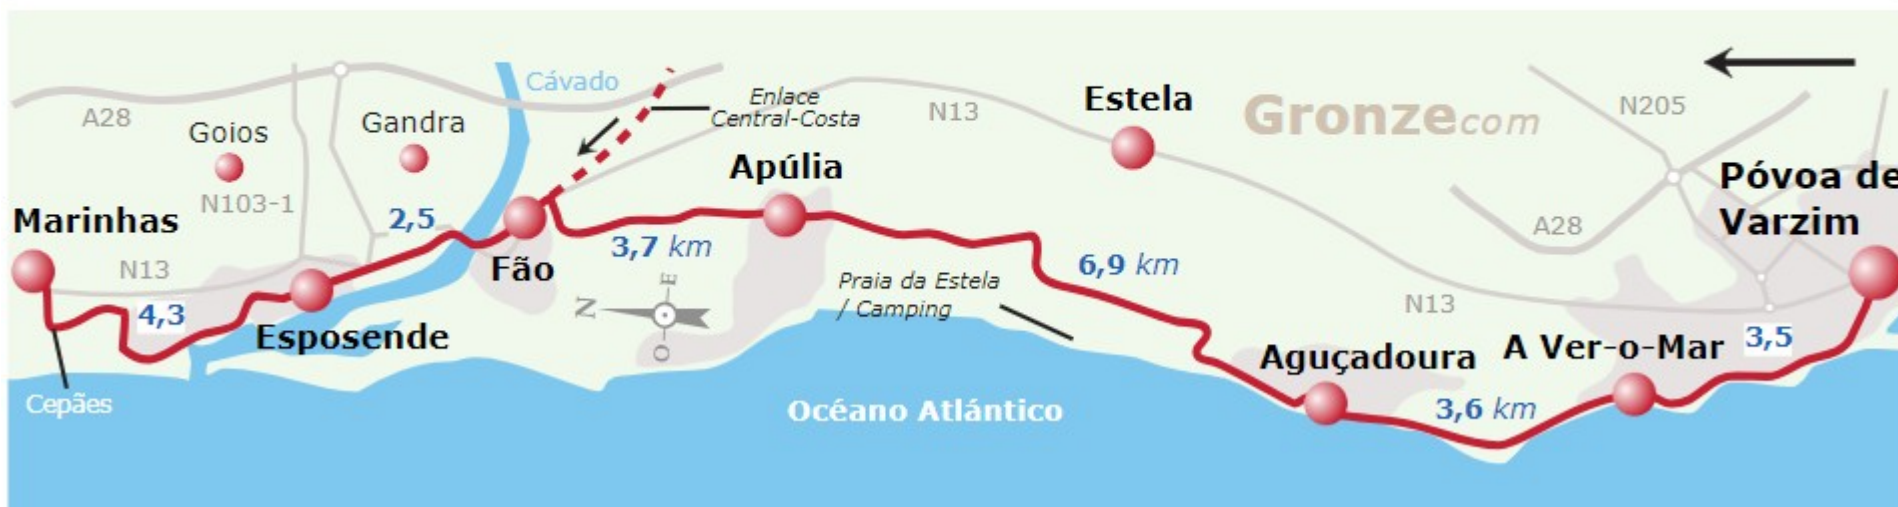 Cávado
Enlace
Central-Costa
N13
Estela
Gronze.com
N205
A28
Goios
Gandra
Apúlia
Póvoa de
Varzim
N103-1
Marinhas
2,5
A28
3,7 km
Fão
6,9 km
N13
E
N
O
Praia da Estela
/ Camping
N13
4,3
Esposende
Aguçadoura
A Ver-o-Mar
3,5
Cepães
Océano Atlántico
3,6 km